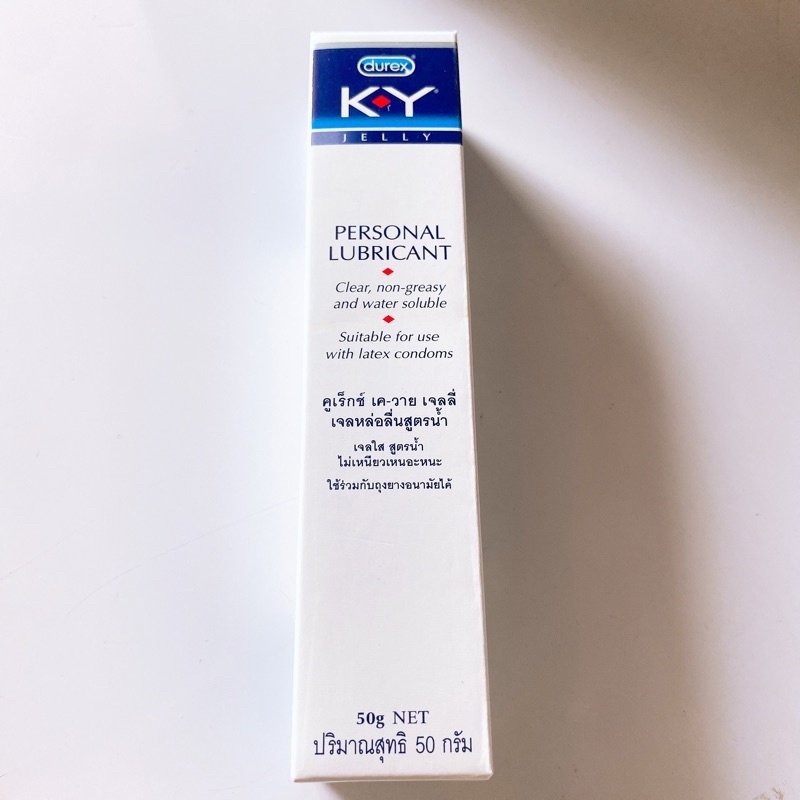 durex
K-Y®
JELLY
PERSONAL
LUBRICANT
Clear, non-greasy
and water soluble
Suitable for use
with latex condoms
ดูเร็กซ์ เค-วาย เจลลี่
เจลหล่อลื่นสูตรน้ำ
เจลใส สูตรน้ำ
ไม่เหนียวเหนอะหนะ
ใช้ร่วมกับถุงยางอนามัยได้
50g NET
ปริมาณสุทธิ 50 กรัม